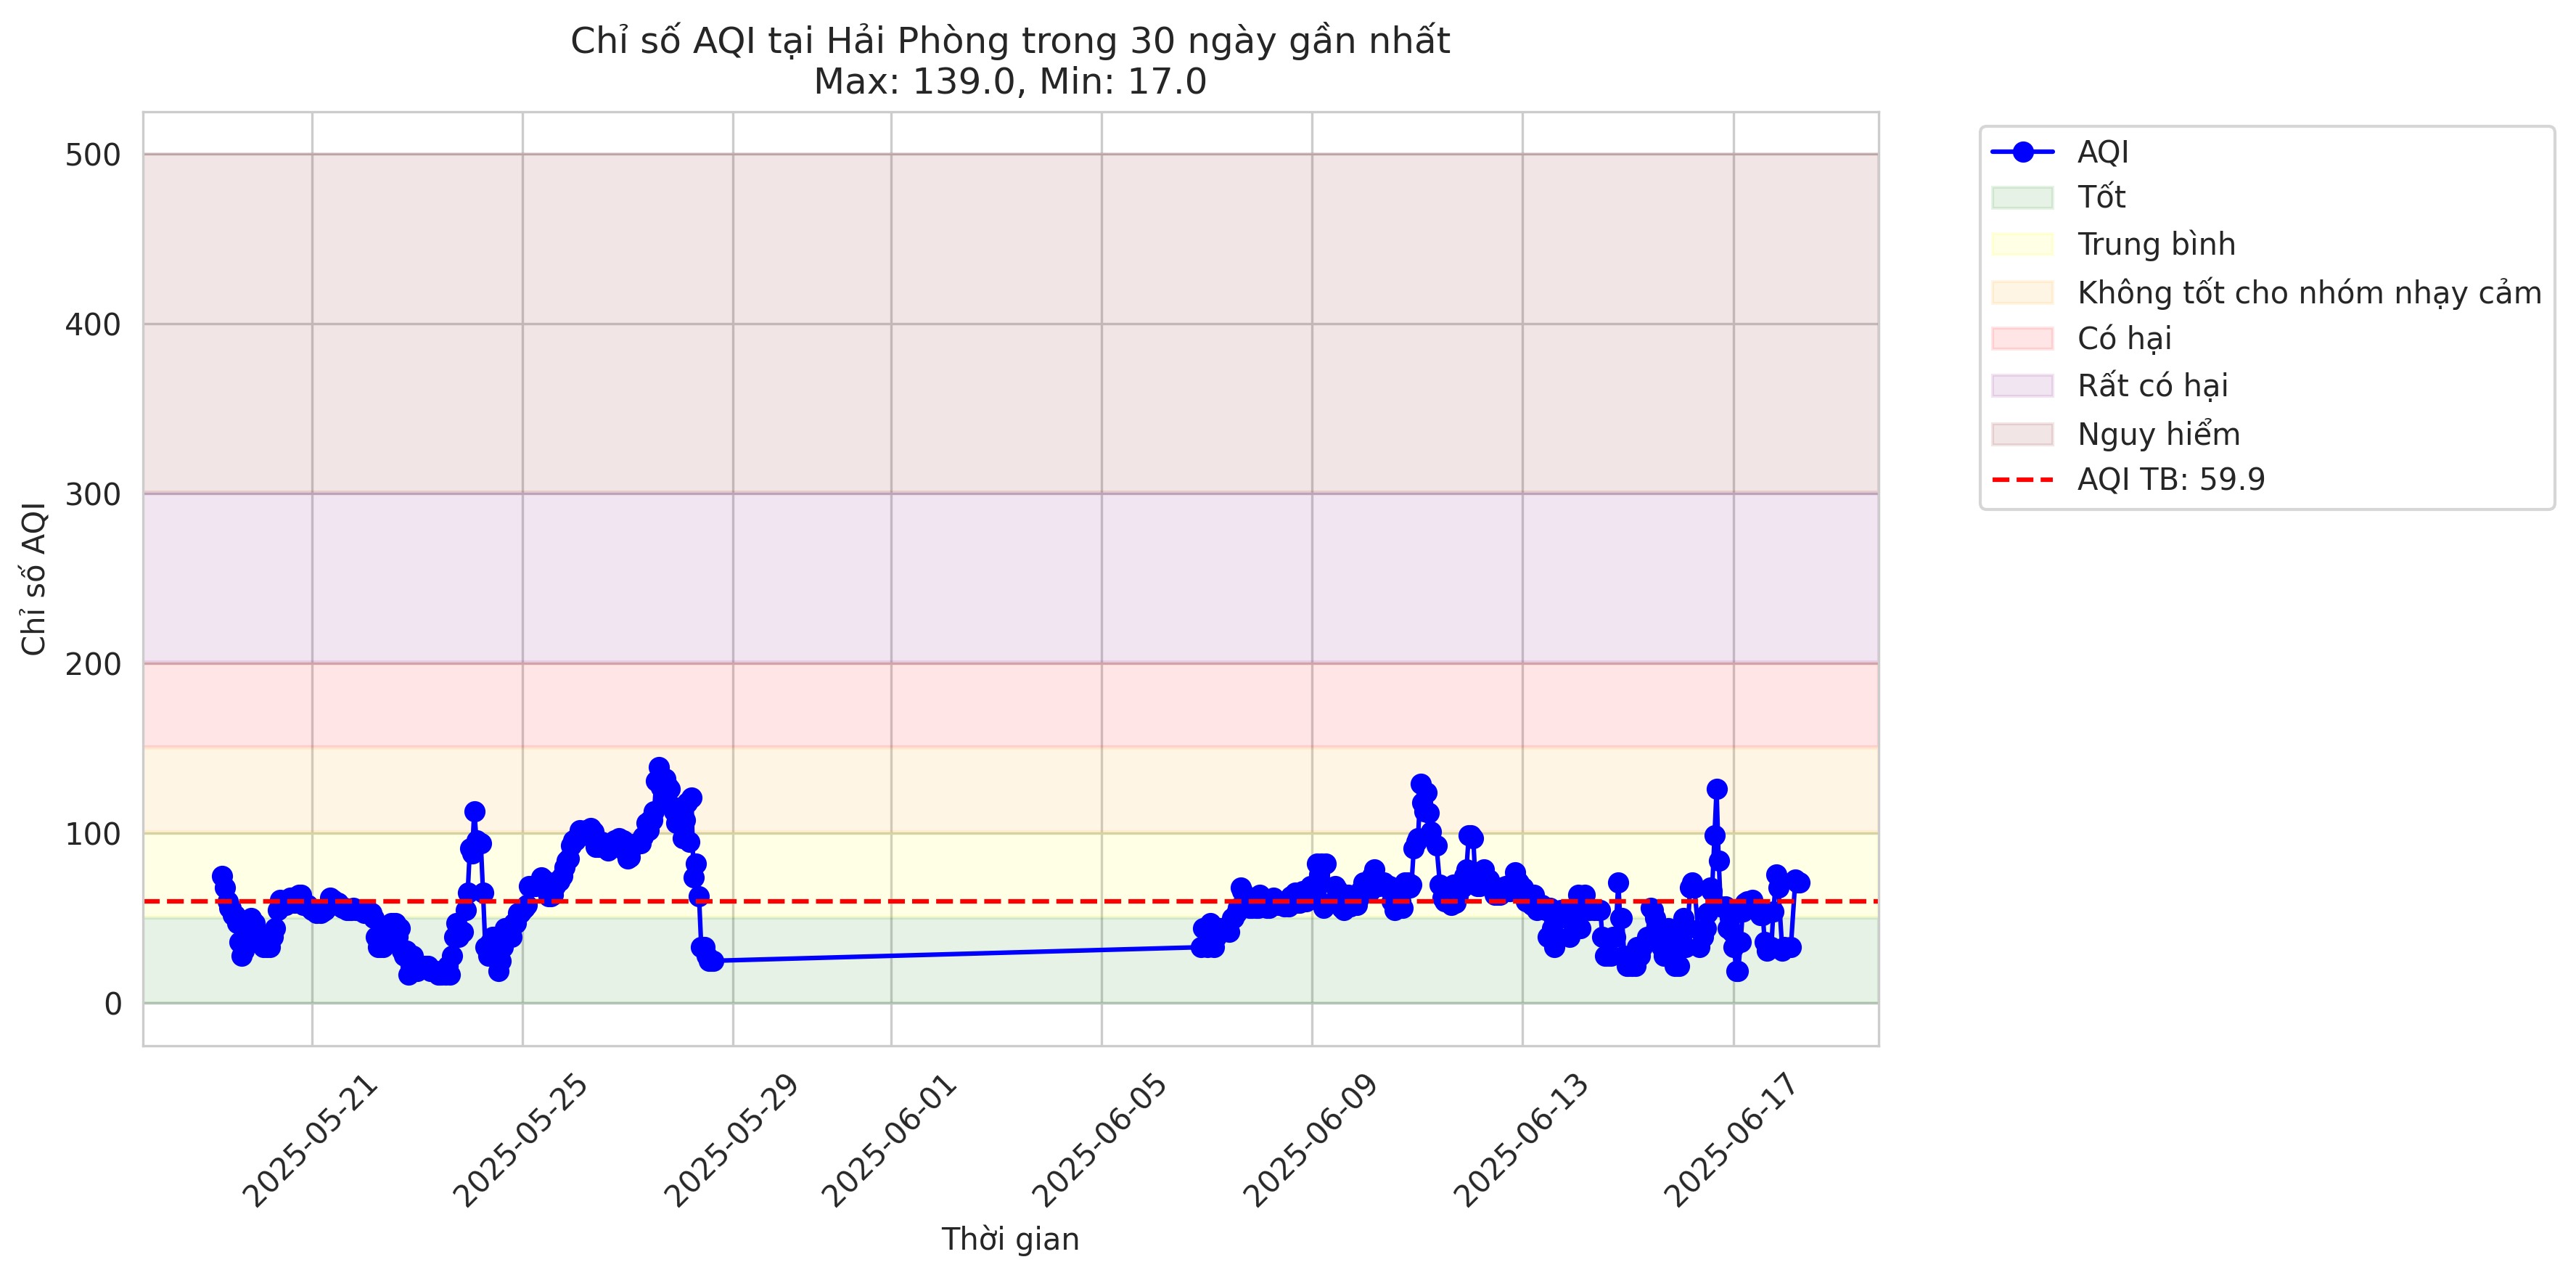 Chỉ số AQI tại Hải Phòng trong 30 ngày gần nhất
Max: 139.0, Min: 17.0
Chỉ số AQI
500
400
300
200
100
0
2025-05-21
2025-05-25
2025-05-29
2025-06-01
2025-06-05
2025-06-09
2025-06-13
2025-06-17
Thời gian
AQI
Tốt
Trung bình
Không tốt cho nhóm nhạy cảm
Có hại
Rất có hại
Nguy hiểm
AQI TB: 59.9